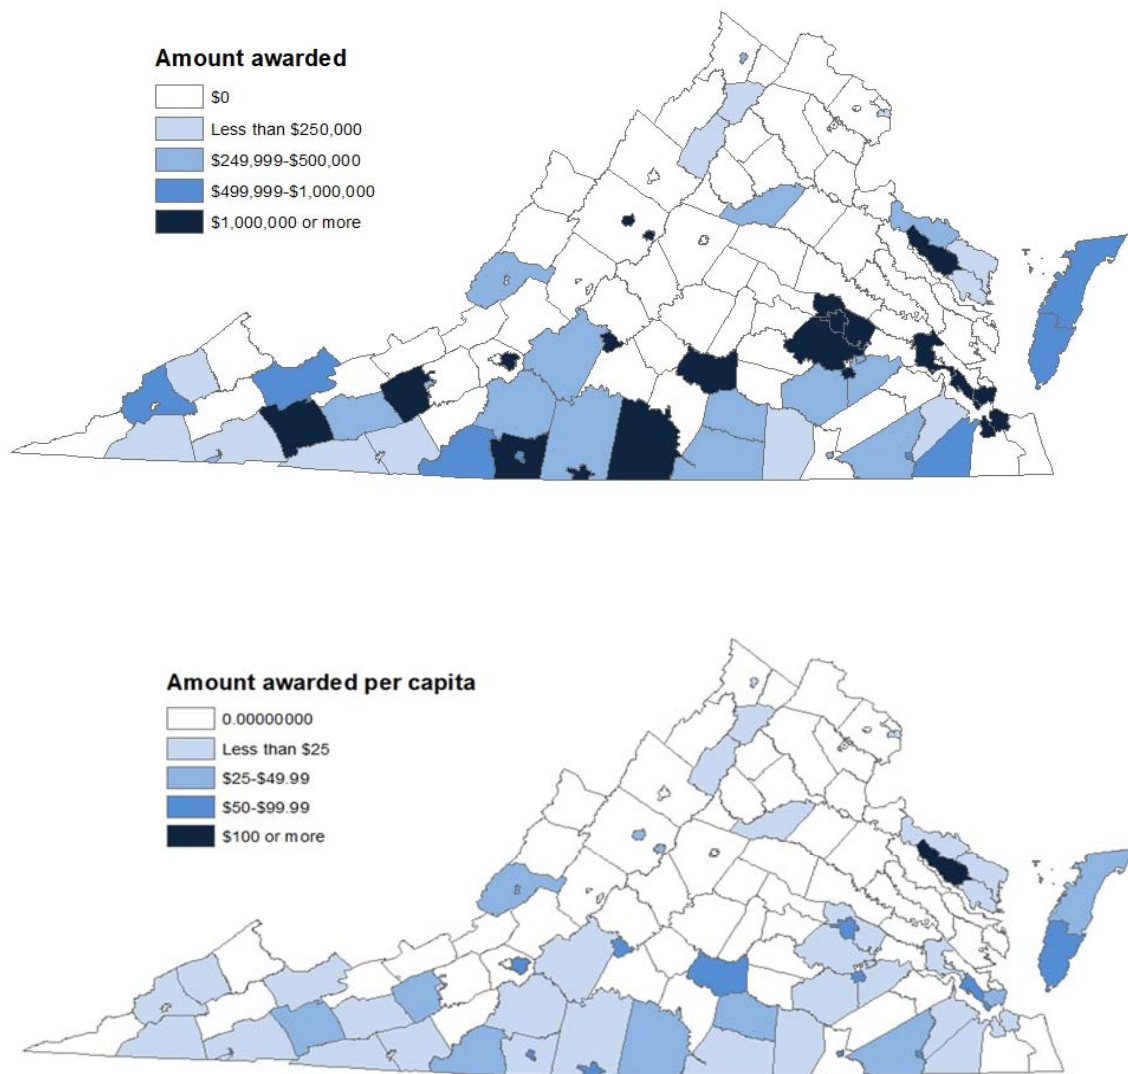 Amount awarded
$0
Less than $250,000
$249,999-$500,000
$499,999-$1,000,000
$1,000,000 or more
Amount awarded per capita
0.00000000
Less than $25
$25-$49.99
$50-$99.99
$100 or more